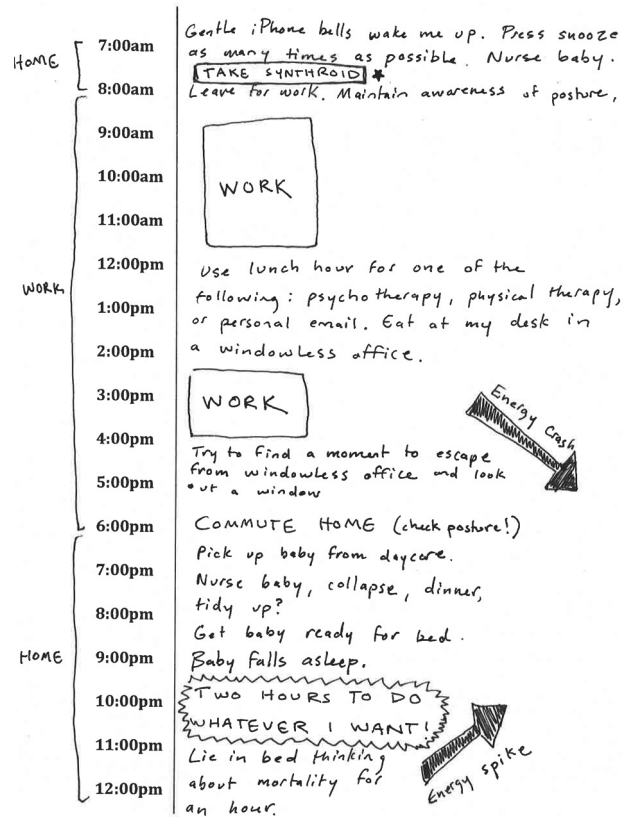 Gentle iPhone bells wake me up. Press snooze
7:00am
as many times as possible. Nurse baby.
HOME
TAKE SYNTHROID ★
8:00am
Leave for work. Maintain awareness of posture,
9:00am
10:00am
WORK
11:00am
12:00pm
Use lunch hour for one of the
WORK
following: psychotherapy, physical therapy,
1:00pm
or personal email. Eat at my desk in
2:00pm
a windowless office.
3:00pm
WORK
Energy Crash
4:00pm
Try to find a moment to escape
from windowless office and look
5:00pm
out a window
6:00pm
COMMUTE HOME (check posture!)
Pick up baby from daycare.
7:00pm
Nurse baby, collapse, dinner,
tidy up?
8:00pm
Get baby ready for bed.
HOME
9:00pm
Baby falls asleep.
10:00pm
TWO HOURS TO DO
WHATEVER I WANT!
11:00pm
Lie in bed thinking
about mortality for
12:00pm
an hour.
Energy spike